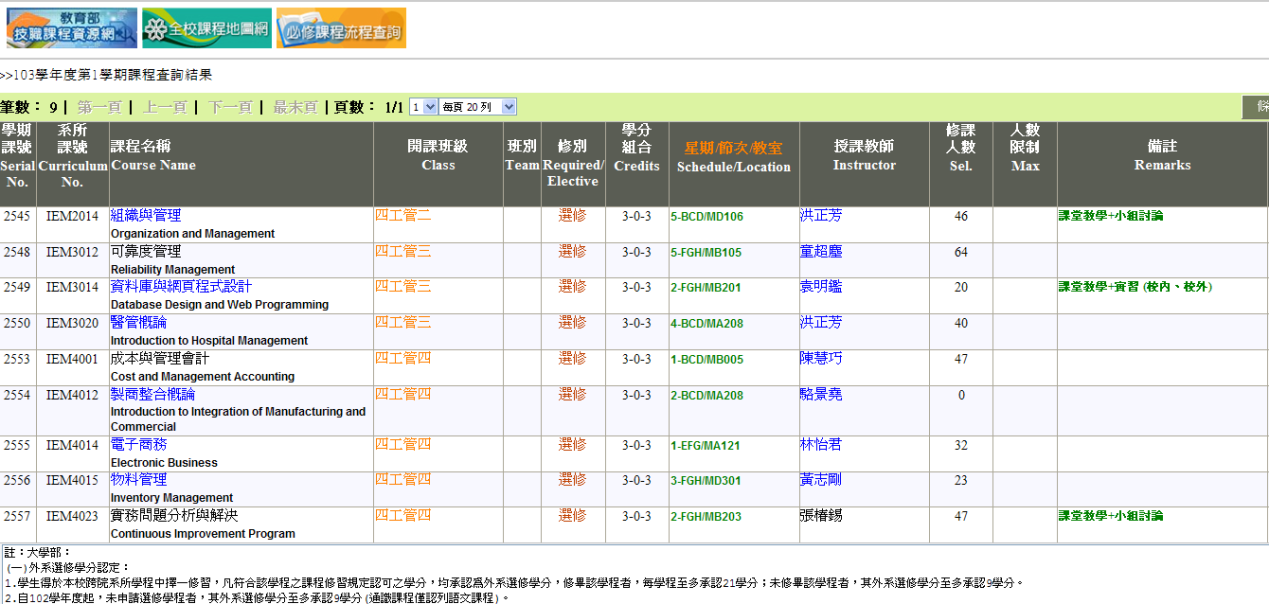 教育部
技職課程資源網
全校課程地圖網
必修課程流程查詢
>>103學年度第1學期課程查詢結果
筆數： 9 | 第一頁 | 上一頁 | 下一頁 | 最末頁 | 頁數： 1/1 1 每頁 20 列
學期課號 Serial No. 系所課號 Curriculum No. 課程名稱 Course Name 開課班級 Class 班別 Team 修別 Required/Elective 學分組合 Credits 星期/節次/教室 Schedule/Location 授課教師 Instructor 修課人數 Sel. 人數限制 Max 備註 Remarks
2545 IEM2014 組織與管理 四工管二 選修 3-0-3 5-BCD/MD106 洪正芳 46 課堂教學+小組討論
Organization and Management
2548 IEM3012 可靠度管理 四工管三 選修 3-0-3 5-FGH/MB105 童超塵 64
Reliability Management
2549 IEM3014 資料庫與網頁程式設計 四工管三 選修 3-0-3 2-FGH/MB201 袁明鑑 20 課堂教學+實習 (校內、校外)
Database Design and Web Programming
2550 IEM3020 醫管概論 四工管三 選修 3-0-3 4-BCD/MA208 洪正芳 40
Introduction to Hospital Management
2553 IEM4001 成本與管理會計 四工管四 選修 3-0-3 1-BCD/MB005 陳慧巧 47
Cost and Management Accounting
2554 IEM4012 製商整合概論 四工管四 選修 3-0-3 2-BCD/MA208 駱景堯 0
Introduction to Integration of Manufacturing and
Commercial
2555 IEM4014 電子商務 四工管四 選修 3-0-3 1-EFG/MA121 林怡君 32
Electronic Business
2556 IEM4015 物料管理 四工管四 選修 3-0-3 3-FGH/MD301 黃志剛 23
Inventory Management
2557 IEM4023 實務問題分析與解決 四工管四 選修 3-0-3 2-FGH/MB203 張椿錫 47 課堂教學+小組討論
Continuous Improvement Program
註：大學部：
(一)外系選修學分認定：
1.學生得於本校跨院系所學程中擇一修習，凡符合該學程之課程修習規定認可之學分，均承認為外系選修學分，修畢該學程者，每學程至多承認21學分；未修畢該學程者，其外系選修學分至多承認9學分。
2.自102學年度起，未申請選修學程者，其外系選修學分至多承認9學分(通識課程僅認列語文課程)。